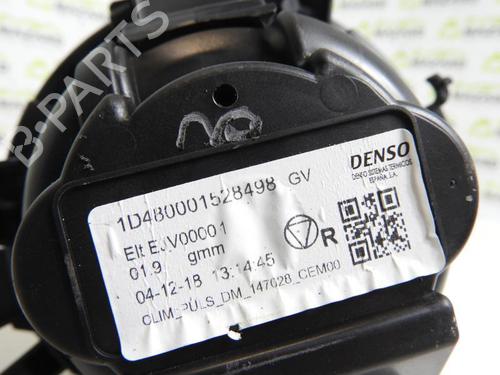 B-PARTS
1D480001528498 GV
DENSO
DENSO SISTEMAS TERMICOS
ESPAÑA, S.A.
Elt EJV00001
01.9 gmm
R
04-12-18 13:14:45
CLIM_PULS_DM_147028_CEM00